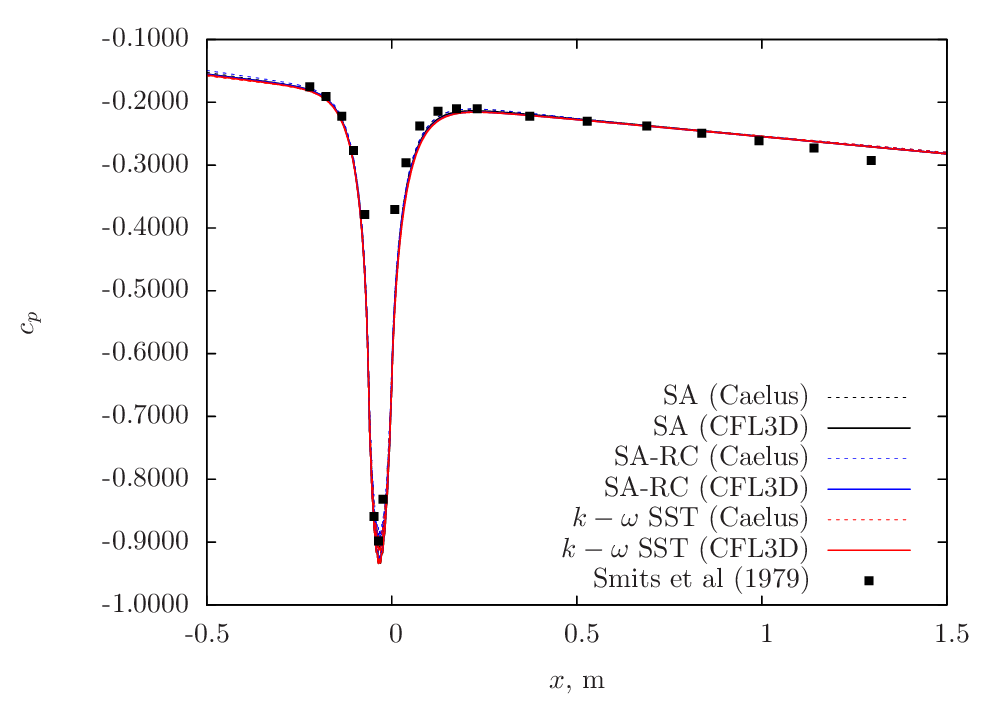 -0.1000
-0.2000
-0.3000
-0.4000
-0.5000
-0.6000
-0.7000
-0.8000
-0.9000
-1.0000
c_p
SA (Caelus)
SA (CFL3D)
SA-RC (Caelus)
SA-RC (CFL3D)
k − ω SST (Caelus)
k − ω SST (CFL3D)
Smits et al (1979)
-0.5 0 0.5 1 1.5
x, m